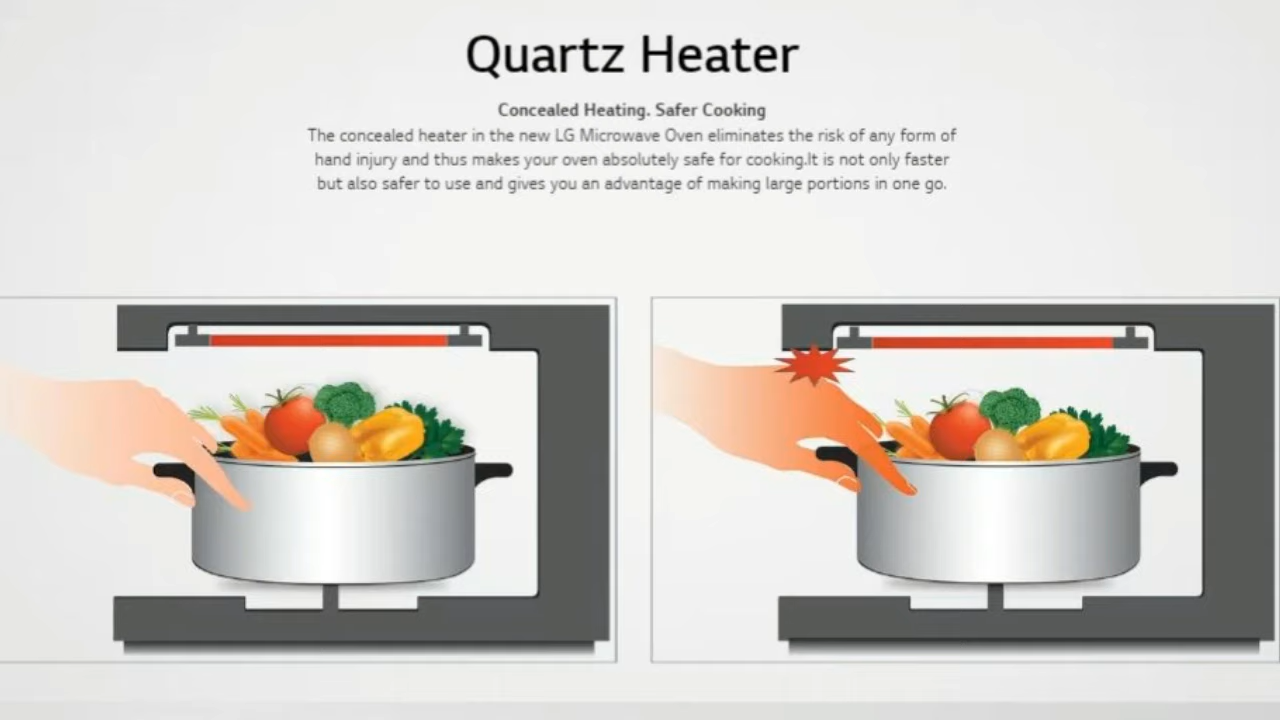 Quartz Heater
Concealed Heating. Safer Cooking
The concealed heater in the new LG Microwave Oven eliminates the risk of any form of
hand injury and thus makes your oven absolutely safe for cooking.It is not only faster
but also safer to use and gives you an advantage of making large portions in one go.